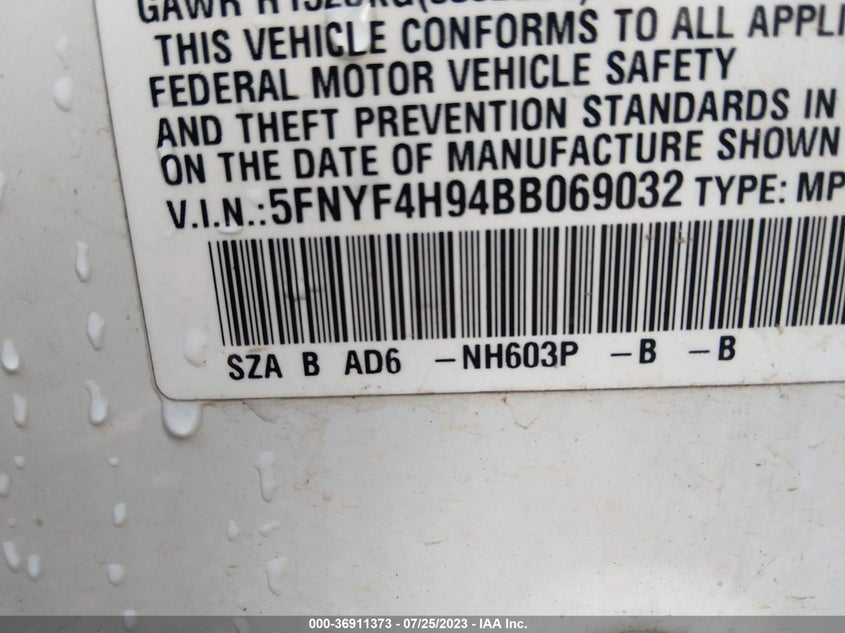 GAWR
THIS VEHICLE CONFORMS TO ALL
FEDERAL MOTOR VEHICLE SAFETY
AND THEFT PREVENTION STANDARDS IN
ON THE DATE OF MANUFACTURE SHOWN
V.I.N.:5FNYF4H94BB069032 TYPE: MP
SZA B AD6 -NH603P -B -B
000-36911373 - 07/25/2023 - IAA Inc.